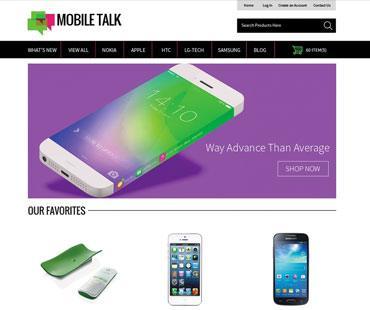 Home Log In Create an Account Contact Us
MOBILE TALK
Search Products Here
WHAT'S NEW VIEW ALL NOKIA APPLE HTC LG-TECH SAMSUNG BLOG 60 ITEM(S)
14:10
Way Advance Than Average
SHOP NOW
OUR FAVORITES